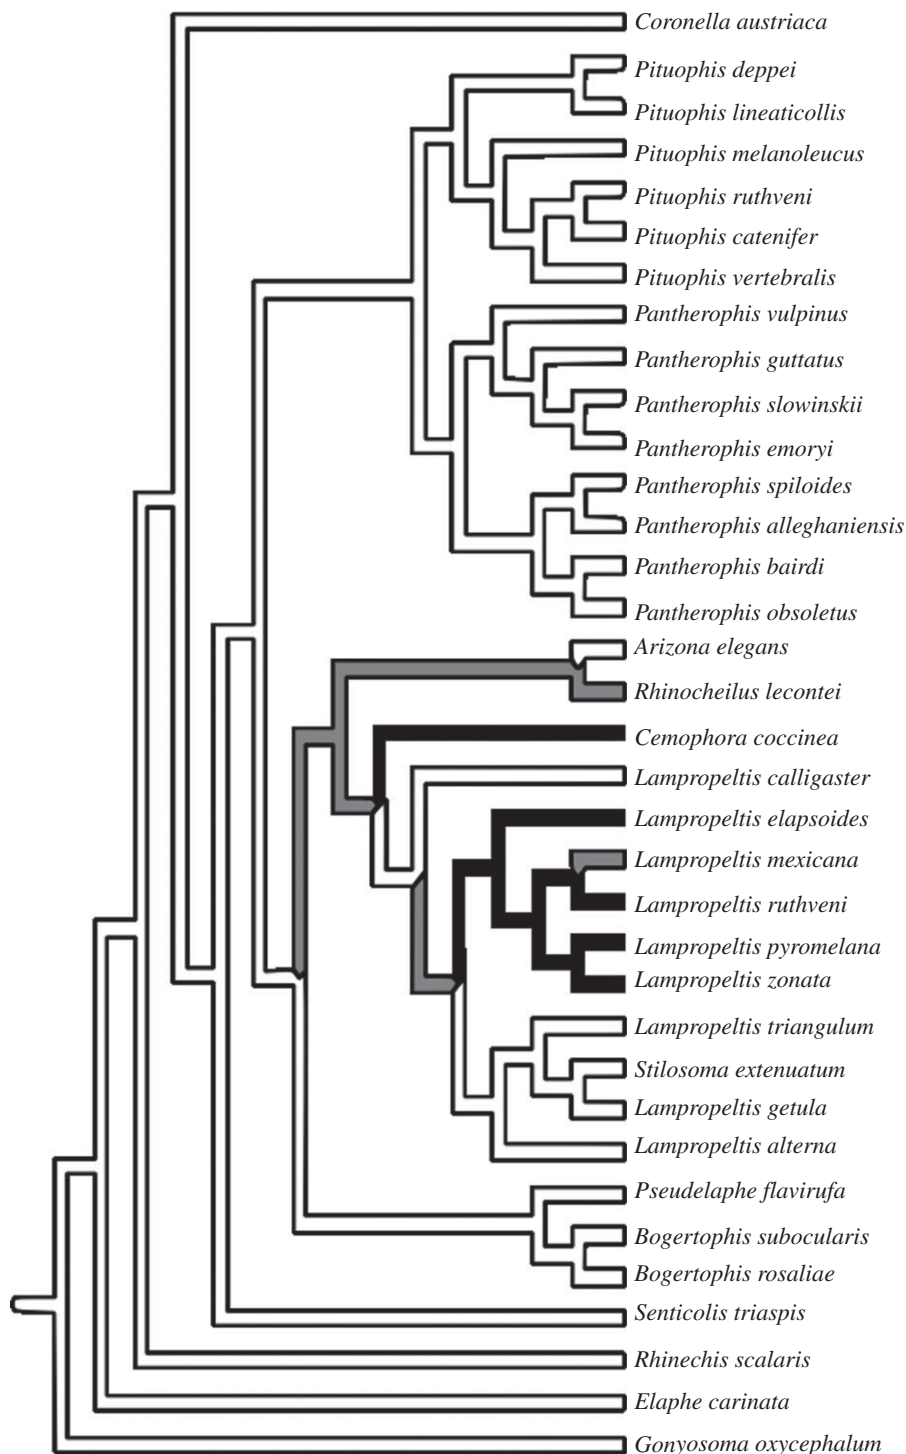 Coronella austriaca
Pituophis deppei
Pituophis lineaticollis
Pituophis melanoleucus
Pituophis ruthveni
Pituophis catenifer
Pituophis vertebralis
Pantherophis vulpinus
Pantherophis guttatus
Pantherophis slowinskii
Pantherophis emoryi
Pantherophis spiloides
Pantherophis alleghaniensis
Pantherophis bairdi
Pantherophis obsoletus
Arizona elegans
Rhinocheilus lecontei
Cemophora coccinea
Lampropeltis calligaster
Lampropeltis elapsoides
Lampropeltis mexicana
Lampropeltis ruthveni
Lampropeltis pyromelana
Lampropeltis zonata
Lampropeltis triangulum
Stilosoma extenuatum
Lampropeltis getula
Lampropeltis alterna
Pseudelaphe flavirufa
Bogertophis subocularis
Bogertophis rosaliae
Senticolis triaspis
Rhinechis scalaris
Elaphe carinata
Gonyosoma oxycephalum